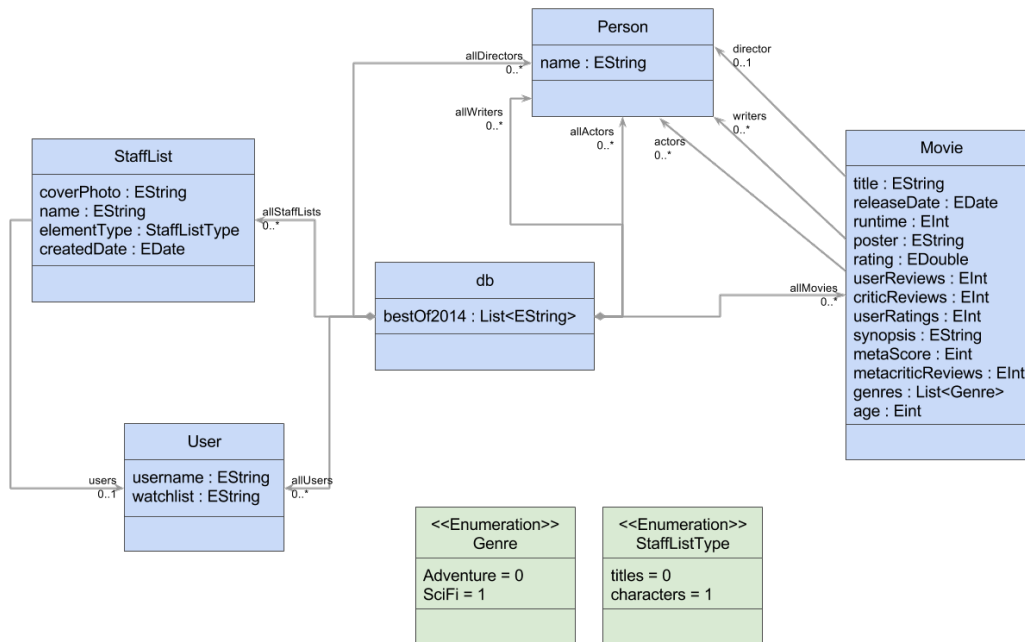 Person
name : EString
allDirectors
0..*
director
0..1
allWriters
0..*
allActors
0..*
actors
0..*
writers
0..*
StaffList
coverPhoto : EString
name : EString
elementType : StaffListType
createdDate : EDate
allStaffLists
0..*
Movie
title : EString
releaseDate : EDate
runtime : EInt
poster : EString
rating : EDouble
userReviews : EInt
criticReviews : EInt
userRatings : EInt
synopsis : EString
metaScore : Eint
metacriticReviews : EInt
genres : List<Genre>
age : Eint
db
bestOf2014 : List<EString>
allMovies
0..*
User
username : EString
watchlist : EString
users
0..1
allUsers
0..*
<<Enumeration>>
Genre
Adventure = 0
SciFi = 1
<<Enumeration>>
StaffListType
titles = 0
characters = 1